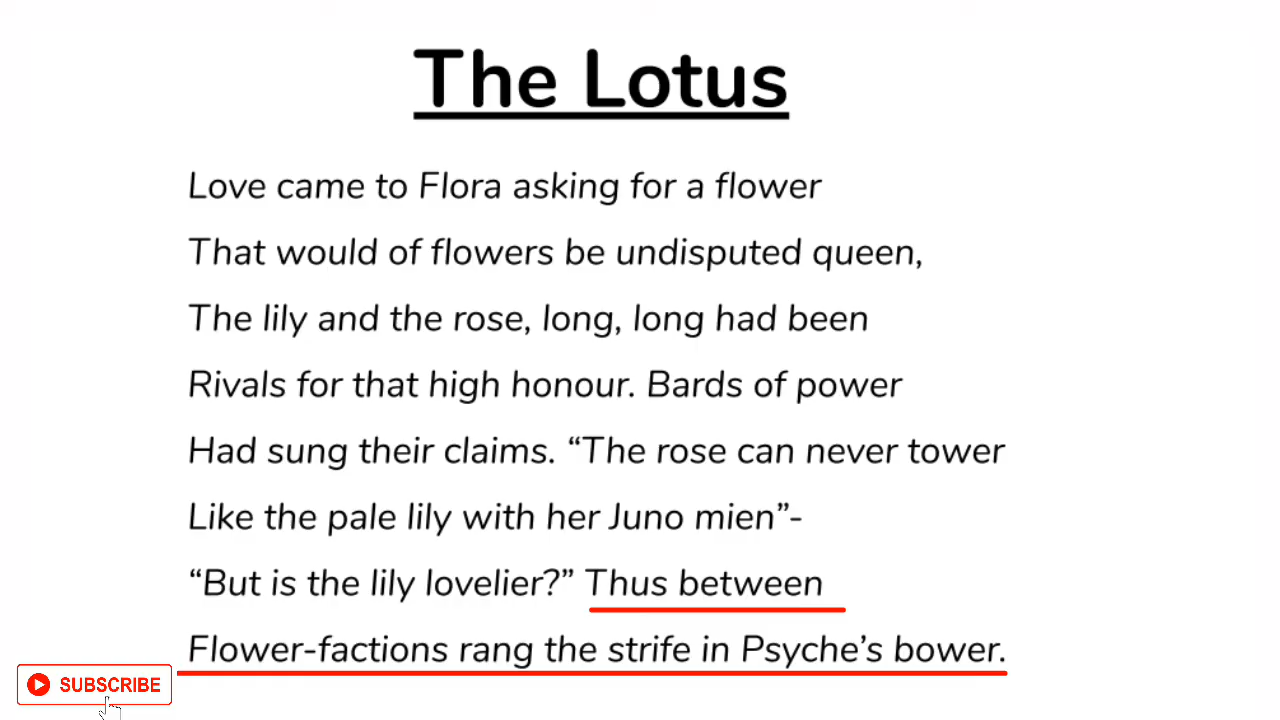 The Lotus
Love came to Flora asking for a flower
That would of flowers be undisputed queen,
The lily and the rose, long, long had been
Rivals for that high honour. Bards of power
Had sung their claims. “The rose can never tower
Like the pale lily with her Juno mien”-
“But is the lily lovelier?” Thus between
Flower-factions rang the strife in Psyche’s bower.
SUBSCRIBE